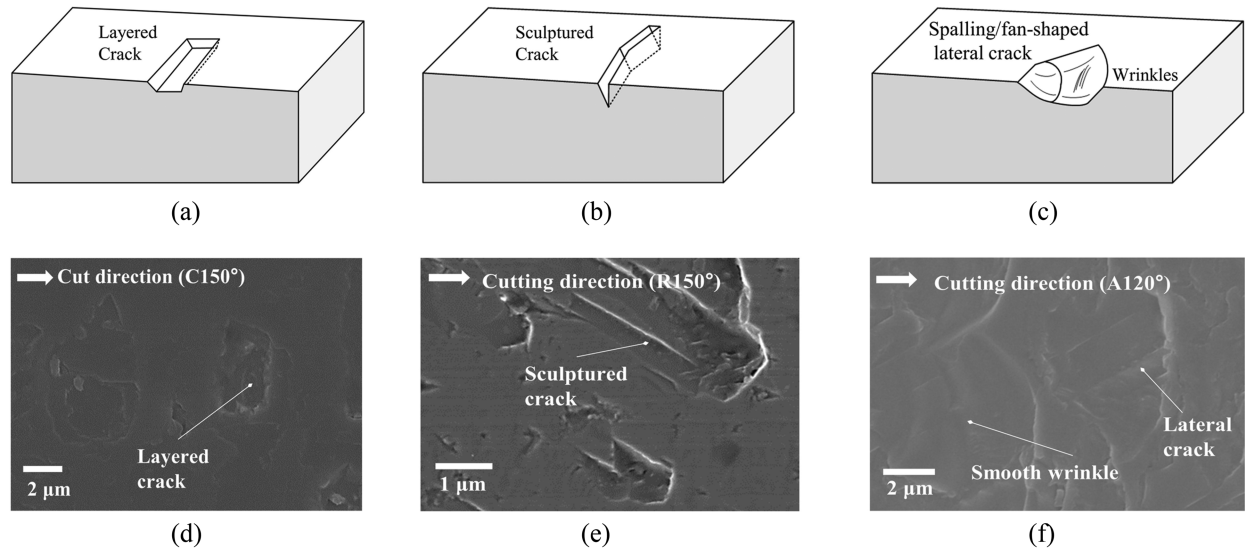 Layered
Crack
(a)
Sculptured
Crack
(b)
Spalling/fan-shaped
lateral crack
Wrinkles
(c)
Cut direction (C150°)
Layered
crack
2 μm
(d)
Cutting direction (R150°)
Sculptured
crack
1 μm
(e)
Cutting direction (A120°)
Lateral
crack
Smooth wrinkle
2 μm
(f)